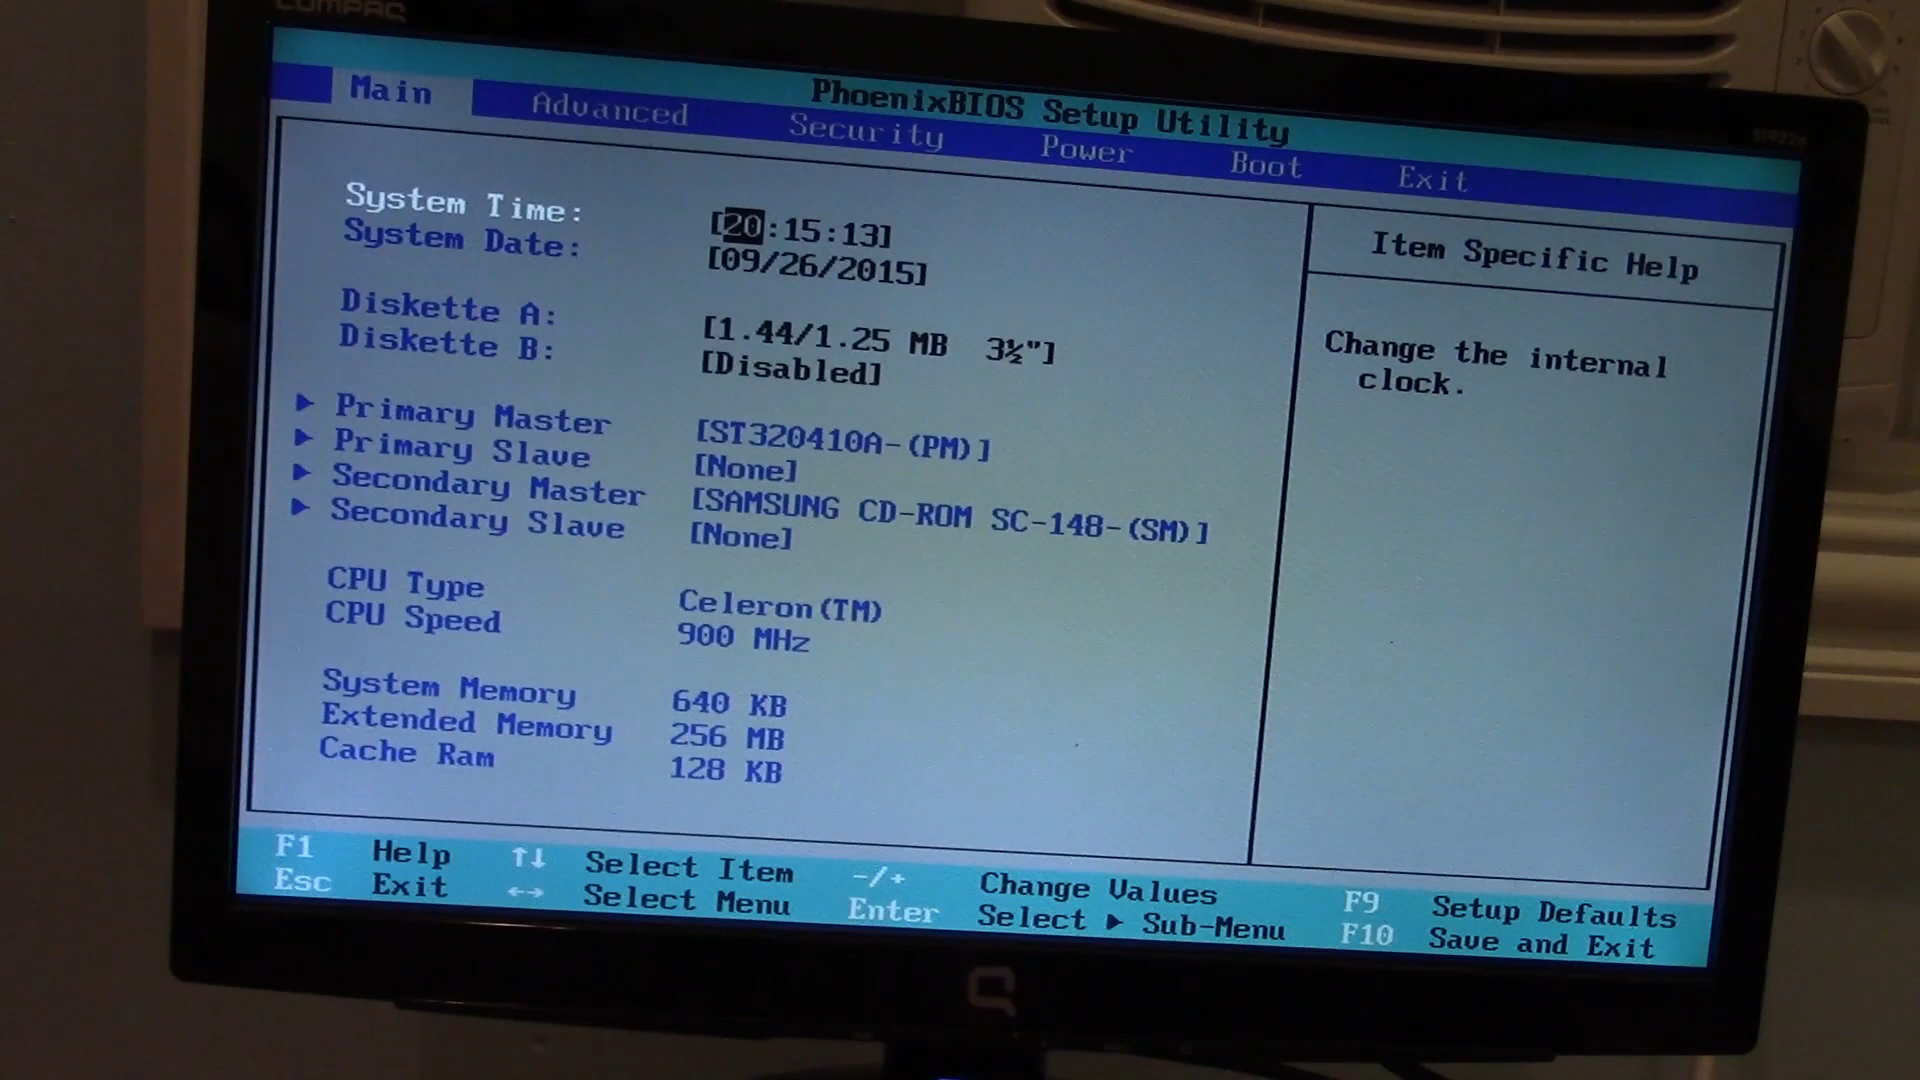 COMPAQ
PhoenixBIOS Setup Utility
Main Advanced Security Power Boot Exit
System Time: [20:15:13]
System Date: [09/26/2015]
Diskette A: [1.44/1.25 MB 3½"]
Diskette B: [Disabled]
▶ Primary Master [ST320410A-(PM)]
▶ Primary Slave [None]
▶ Secondary Master [SAMSUNG CD-ROM SC-148-(SM)]
▶ Secondary Slave [None]
CPU Type Celeron(TM)
CPU Speed 900 MHz
System Memory 640 KB
Extended Memory 256 MB
Cache Ram 128 KB
Item Specific Help
Change the internal
clock.
F1 Help ↑↓ Select Item -/+ Change Values F9 Setup Defaults
Esc Exit ↔ Select Menu Enter Select ▶ Sub-Menu F10 Save and Exit